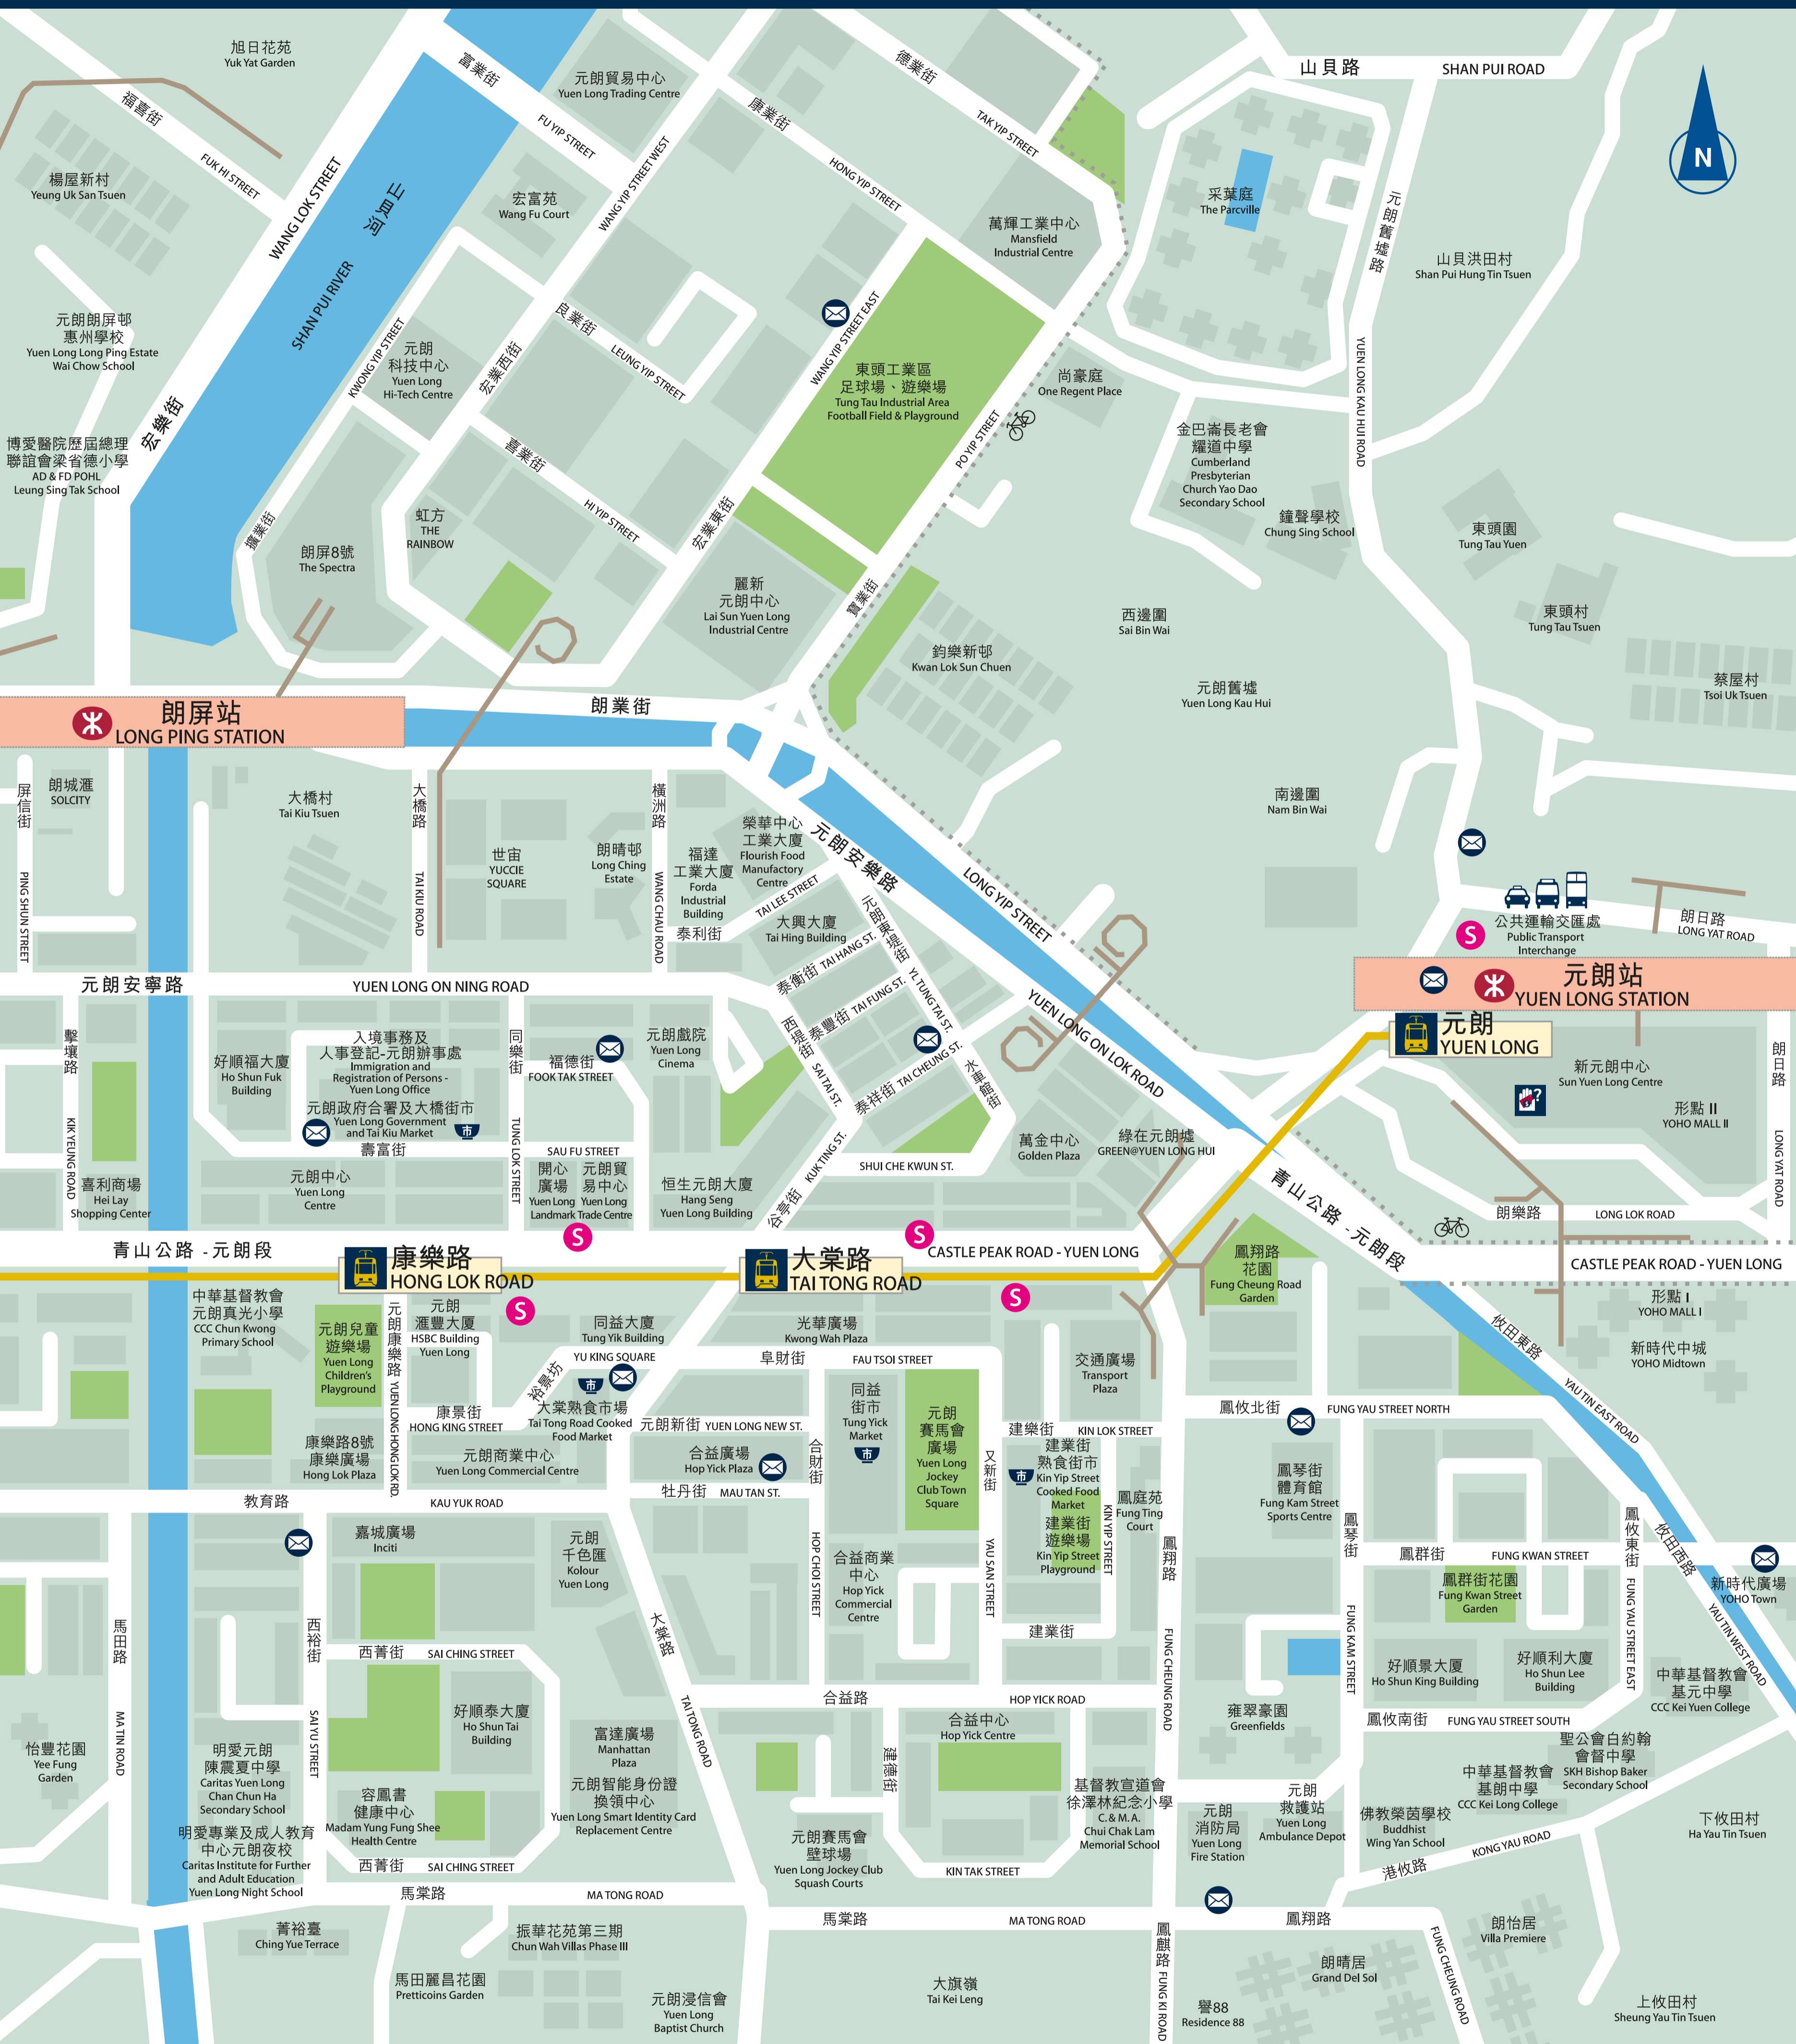 旭日花苑
Yuk Yat Garden
福喜街
FUK HI STREET
楊屋新村
Yeung Uk San Tsuen
WANG LOK STREET
宏樂街
山貝河
SHAN PUI RIVER
富業街
FU YIP STREET
元朗貿易中心
Yuen Long Trading Centre
宏富苑
Wang Fu Court
WANG YIP STREET WEST
宏業西街
康業街
HONG YIP STREET
德業街
TAK YIP STREET
萬輝工業中心
Mansfield
Industrial Centre
山貝路
SHAN PUI ROAD
N
采葉庭
The Parcville
元朗舊墟路
YUEN LONG KAU HUI ROAD
山貝洪田村
Shan Pui Hung Tin Tsuen
元朗朗屏邨
惠州學校
Yuen Long Long Ping Estate
Wai Chow School
博愛醫院歷屆總理
聯誼會梁省德小學
AD & FD POHL
Leung Sing Tak School
KWONG YIP STREET
擴業街
元朗
科技中心
Yuen Long
Hi-Tech Centre
良業街
LEUNG YIP STREET
喜業街
HI YIP STREET
WANG YIP STREET EAST
宏業東街
東頭工業區
足球場、遊樂場
Tung Tau Industrial Area
Football Field & Playground
PO YIP STREET
寶業街
尚豪庭
One Regent Place
金巴崙長老會
耀道中學
Cumberland
Presbyterian
Church Yao Dao
Secondary School
鐘聲學校
Chung Sing School
東頭園
Tung Tau Yuen
東頭村
Tung Tau Tsuen
蔡屋村
Tsoi Uk Tsuen
朗屏8號
The Spectra
虹方
THE
RAINBOW
麗新
元朗中心
Lai Sun Yuen Long
Industrial Centre
鈞樂新邨
Kwan Lok Sun Chuen
西邊圍
Sai Bin Wai
元朗舊墟
Yuen Long Kau Hui
南邊圍
Nam Bin Wai
朗屏站
LONG PING STATION
朗業街
LONG YIP STREET
朗城滙
SOLCITY
屏信街
PING SHUN STREET
大橋村
Tai Kiu Tsuen
大橋路
TAI KIU ROAD
世宙
YUCCIE
SQUARE
朗晴邨
Long Ching
Estate
橫洲路
WANG CHAU ROAD
福達
工業大廈
Forda
Industrial
Building
榮華中心
工業大廈
Flourish Food
Manufactory
Centre
元朗安樂路
YUEN LONG ON LOK ROAD
TAI LEE STREET
泰利街
大興大廈
Tai Hing Building
元朗東堤街
YL TUNG TAI ST.
泰衡街 TAI HANG ST.
泰豐街 TAI FUNG ST.
泰祥街 TAI CHEUNG ST.
西堤街
SAI TAI ST.
水車館街
SHUI CHE KWUN ST.
公共運輸交匯處
Public Transport
Interchange
朗日路
LONG YAT ROAD
元朗站
YUEN LONG STATION
元朗
YUEN LONG
新元朗中心
Sun Yuen Long Centre
形點 II
YOHO MALL II
朗日路
LONG YAT ROAD
元朗安寧路
YUEN LONG ON NING ROAD
擊壤路
KIK YEUNG ROAD
好順福大廈
Ho Shun Fuk
Building
入境事務及
人事登記-元朗辦事處
Immigration and
Registration of Persons -
Yuen Long Office
元朗政府合署及大橋街市
Yuen Long Government
and Tai Kiu Market
市
同樂街
TUNG LOK STREET
福德街
FOOK TAK STREET
元朗戲院
Yuen Long
Cinema
壽富街
SAU FU STREET
喜利商場
Hei Lay
Shopping Center
元朗中心
Yuen Long
Centre
開心
廣場
Yuen Long
Landmark
元朗貿
易中心
Yuen Long
Trade Centre
恒生元朗大廈
Hang Seng
Yuen Long Building
谷亭街
KUK TING ST.
萬金中心
Golden Plaza
綠在元朗墟
GREEN@YUEN LONG HUI
朗樂路
LONG LOK ROAD
青山公路 - 元朗段
青山公路 - 元朗段
CASTLE PEAK ROAD - YUEN LONG
CASTLE PEAK ROAD - YUEN LONG
S
S
S
S
S
康樂路
HONG LOK ROAD
大棠路
TAI TONG ROAD
鳳翔路
花園
Fung Cheung Road
Garden
形點 I
YOHO MALL I
新時代中城
YOHO Midtown
攸田東路
YAU TIN EAST ROAD
中華基督教會
元朗真光小學
CCC Chun Kwong
Primary School
元朗兒童
遊樂場
Yuen Long
Children's
Playground
元朗康樂路
YUEN LONG HONG LOK RD.
元朗
滙豐大厦
HSBC Building
Yuen Long
同益大廈
Tung Yik Building
光華廣場
Kwong Wah Plaza
YU KING SQUARE
裕景坊
阜財街
FAU TSOI STREET
康景街
HONG KING STREET
市
大棠熟食市場
Tai Tong Road Cooked
Food Market
元朗新街 YUEN LONG NEW ST.
康樂路8號
康樂廣場
Hong Lok Plaza
元朗商業中心
Yuen Long Commercial Centre
合益廣場
Hop Yick Plaza
牡丹街 MAU TAN ST.
合財街
HOP CHOI STREET
同益
街市
Tung Yick
Market
市
元朗
賽馬會
廣場
Yuen Long
Jockey
Club Town
Square
又新街
YAU SAN STREET
交通廣場
Transport
Plaza
建樂街
KIN LOK STREET
建業街
熟食街市
Kin Yip Street
Cooked Food
Market
市
建業街
遊樂場
Kin Yip Street
Playground
KIN YIP STREET
建業街
鳳庭苑
Fung Ting
Court
鳳攸北街
FUNG YAU STREET NORTH
鳳琴街
體育館
Fung Kam Street
Sports Centre
鳳琴街
FUNG KAM STREET
鳳群街
FUNG KWAN STREET
鳳群街花園
Fung Kwan Street
Garden
鳳攸東街
FUNG YAU STREET EAST
攸田西路
YAU TIN WEST ROAD
新時代廣場
YOHO Town
教育路
KAU YUK ROAD
嘉城廣場
Inciti
元朗
千色匯
Kolour
Yuen Long
合益商業
中心
Hop Yick
Commercial
Centre
鳳翔路
FUNG CHEUNG ROAD
馬田路
MA TIN ROAD
西裕街
SAI YU STREET
西菁街
SAI CHING STREET
大棠路
TAI TONG ROAD
合益路
HOP YICK ROAD
好順景大厦
Ho Shun King Building
好順利大廈
Ho Shun Lee
Building
中華基督教會
基元中學
CCC Kei Yuen College
怡豐花園
Yee Fung
Garden
明愛元朗
陳震夏中學
Caritas Yuen Long
Chan Chun Ha
Secondary School
好順泰大廈
Ho Shun Tai
Building
富達廣場
Manhattan
Plaza
元朗智能身份證
換領中心
Yuen Long Smart Identity Card
Replacement Centre
容鳳書
健康中心
Madam Yung Fung Shee
Health Centre
建德街
合益中心
Hop Yick Centre
雍翠豪園
Greenfields
鳳攸南街
FUNG YAU STREET SOUTH
聖公會白約翰
會督中學
SKH Bishop Baker
Secondary School
中華基督教會
基朗中學
CCC Kei Long College
基督教宣道會
徐澤林紀念小學
C. & M. A.
Chui Chak Lam
Memorial School
元朗
消防局
Yuen Long
Fire Station
元朗
救護站
Yuen Long
Ambulance Depot
佛教榮茵學校
Buddhist
Wing Yan School
下攸田村
Ha Yau Tin Tsuen
明愛專業及成人教育
中心元朗夜校
Caritas Institute for Further
and Adult Education
Yuen Long Night School
西菁街
SAI CHING STREET
元朗賽馬會
壁球場
Yuen Long Jockey Club
Squash Courts
KIN TAK STREET
港攸路
KONG YAU ROAD
馬棠路
MA TONG ROAD
馬棠路
MA TONG ROAD
鳳翔路
FUNG CHEUNG ROAD
鳳麒路
FUNG KI ROAD
菁裕臺
Ching Yue Terrace
振華花苑第三期
Chun Wah Villas Phase III
馬田麗昌花園
Pretticoins Garden
元朗浸信會
Yuen Long
Baptist Church
大旗嶺
Tai Kei Leng
譽88
Residence 88
朗晴居
Grand Del Sol
朗怡居
Villa Premiere
上攸田村
Sheung Yau Tin Tsuen